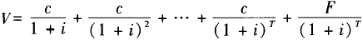 V = c/(1 + i) + c/(1 + i)² + ··· + c/(1 + i)ᵀ + F/(1 + i)ᵀ